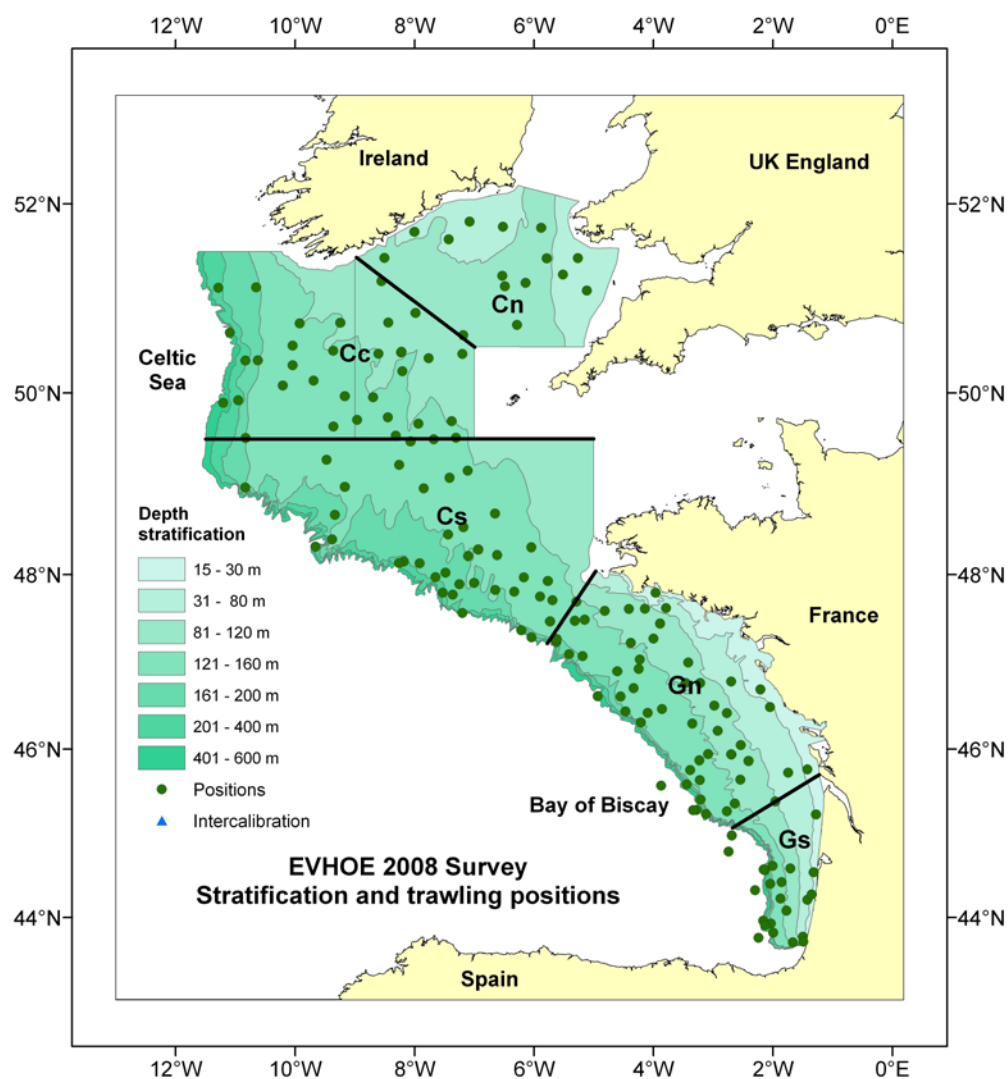 12°W 10°W 8°W 6°W 4°W 2°W 0°E
Ireland
UK England
52°N 52°N
Cn
Celtic
Sea
Cc
50°N 50°N
Depth
stratification
Cs
15 - 30 m
31 - 80 m
81 - 120 m
121 - 160 m
161 - 200 m
201 - 400 m
401 - 600 m
Positions
Intercalibration
48°N 48°N
France
Gn
46°N 46°N
Bay of Biscay
Gs
EVHOE 2008 Survey
Stratification and trawling positions
44°N 44°N
Spain
12°W 10°W 8°W 6°W 4°W 2°W 0°E